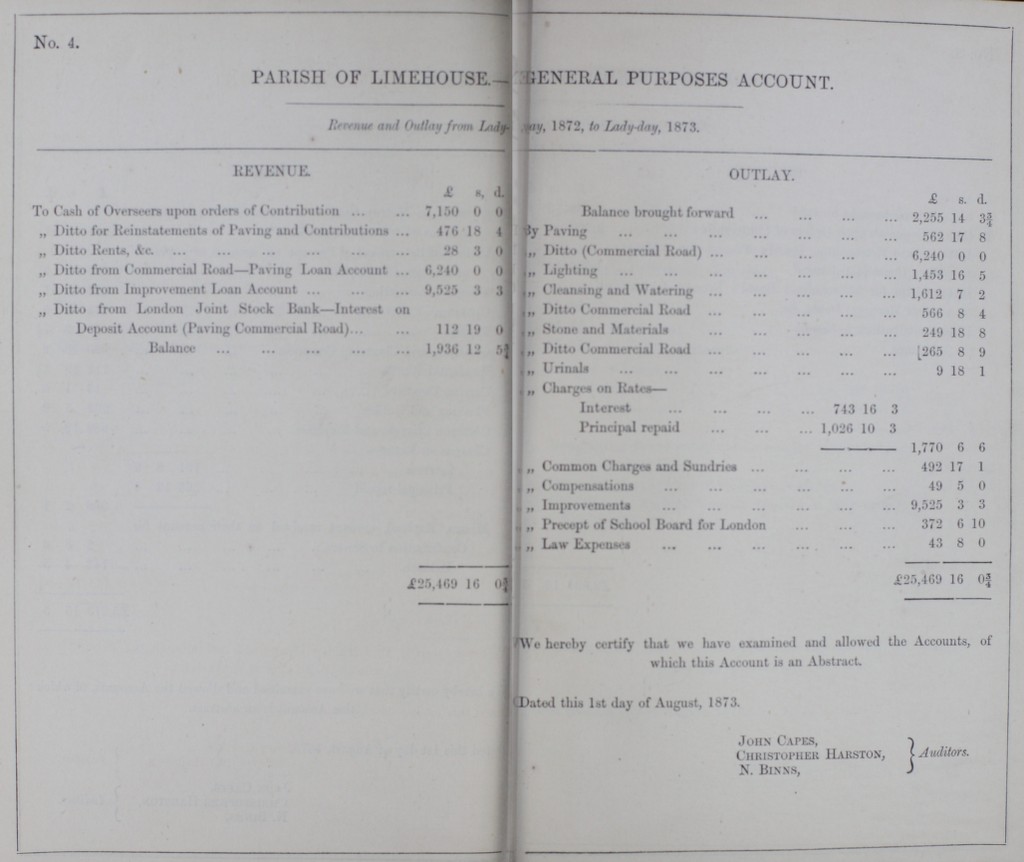 No. 4.
PARISH OF LIMEHOUSE.— GENERAL PURPOSES ACCOUNT.
Revenue and Outlay from Lady-day, 1872, to Lady-day, 1873.
REVENUE.
£ s. d.
To Cash of Overseers upon orders of Contribution ... ... 7,150 0 0
„ Ditto for Reinstatements of Paving and Contributions ... 476 18 4
„ Ditto Rents, &c. ... ... ... ... ... ... ... 28 3 0
„ Ditto from Commercial Road—Paving Loan Account ... 6,240 0 0
„ Ditto from Improvement Loan Account ... ... ... 9,525 3 3
„ Ditto from London Joint Stock Bank—Interest on
Deposit Account (Paving Commercial Road)... ... 112 19 0
Balance ... ... ... ... ... 1,936 12 5¾
£25,469 16 0¾
OUTLAY.
£ s. d.
Balance brought forward ... ... ... ... 2,255 14 3¾
By Paving ... ... ... ... ... ... ... 562 17 8
„ Ditto (Commercial Road) ... ... ... ... ... 6,240 0 0
„ Lighting ... ... ... ... ... ... ... 1,453 16 5
„ Cleansing and Watering ... ... ... ... ... 1,612 7 2
„ Ditto Commercial Road ... ... ... ... ... 566 8 4
„ Stone and Materials ... ... ... ... ... 249 18 8
„ Ditto Commercial Road ... ... ... ... ... 265 8 9
„ Urinals ... ... ... ... ... ... ... 9 18 1
„ Charges on Rates—
Interest ... ... ... ... 743 16 3
Principal repaid ... ... ... 1,026 10 3
1,770 6 6
„ Common Charges and Sundries ... ... ... ... 492 17 1
„ Compensations ... ... ... ... ... ... 49 5 0
„ Improvements ... ... ... ... ... ... 9,525 3 3
„ Precept of School Board for London ... ... ... 372 6 10
„ Law Expenses ... ... ... ... ... ... 43 8 0
£25,469 16 0¾
We hereby certify that we have examined and allowed the Accounts, of
which this Account is an Abstract.
Dated this 1st day of August, 1873.
JOHN CAPES,
CHRISTOPHER HARSTON, } Auditors.
N. BINNS,